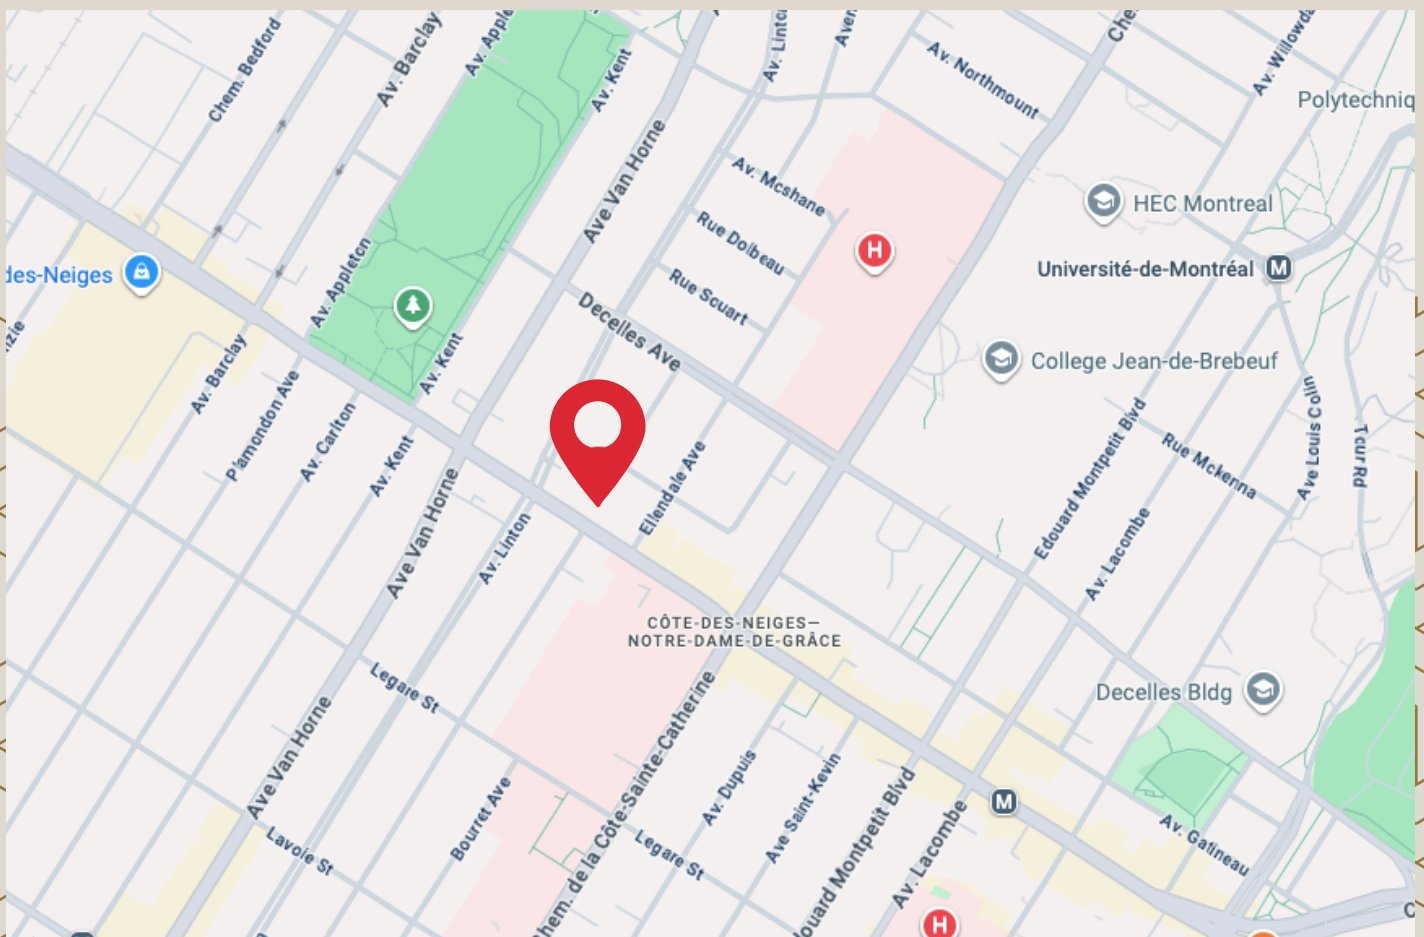 Chem. Bedford
Av. Barclay
Av. Apple
Av. Kent
Av. Linto
Aven
Che
Av. Northmount
Av. Willowda
Polytechniq
Ave Van Horne
Av. Mcshane
Rue Dolbeau
Rue Scuart
H
HEC Montreal
Université-de-Montréal
M
des-Neiges
Av. Appleton
Decelles Ave
Av. Kent
College Jean-de-Brebeuf
zie
Av. Barclay
Plamondon Ave
Av. Carlton
Av. Kent
Ellendale Ave
Edouard Montpetit Blvd
Rue Mckenna
Ave Louis Colin
Tour Rd
Ave Van Horne
Av. Linton
Av. Lacombe
CÔTE-DES-NEIGES—
NOTRE-DAME-DE-GRÂCE
Legare St
Decelles Bldg
Ave Van Horne
Chem. de la Côte-Sainte-Catherine
Av. Dupuis
Ave Saint-Kevin
Bourret Ave
M
Lavoie St
Legare St
douard Montpetit Blvd
Av. Lacombe
Av. Gatineau
H
C